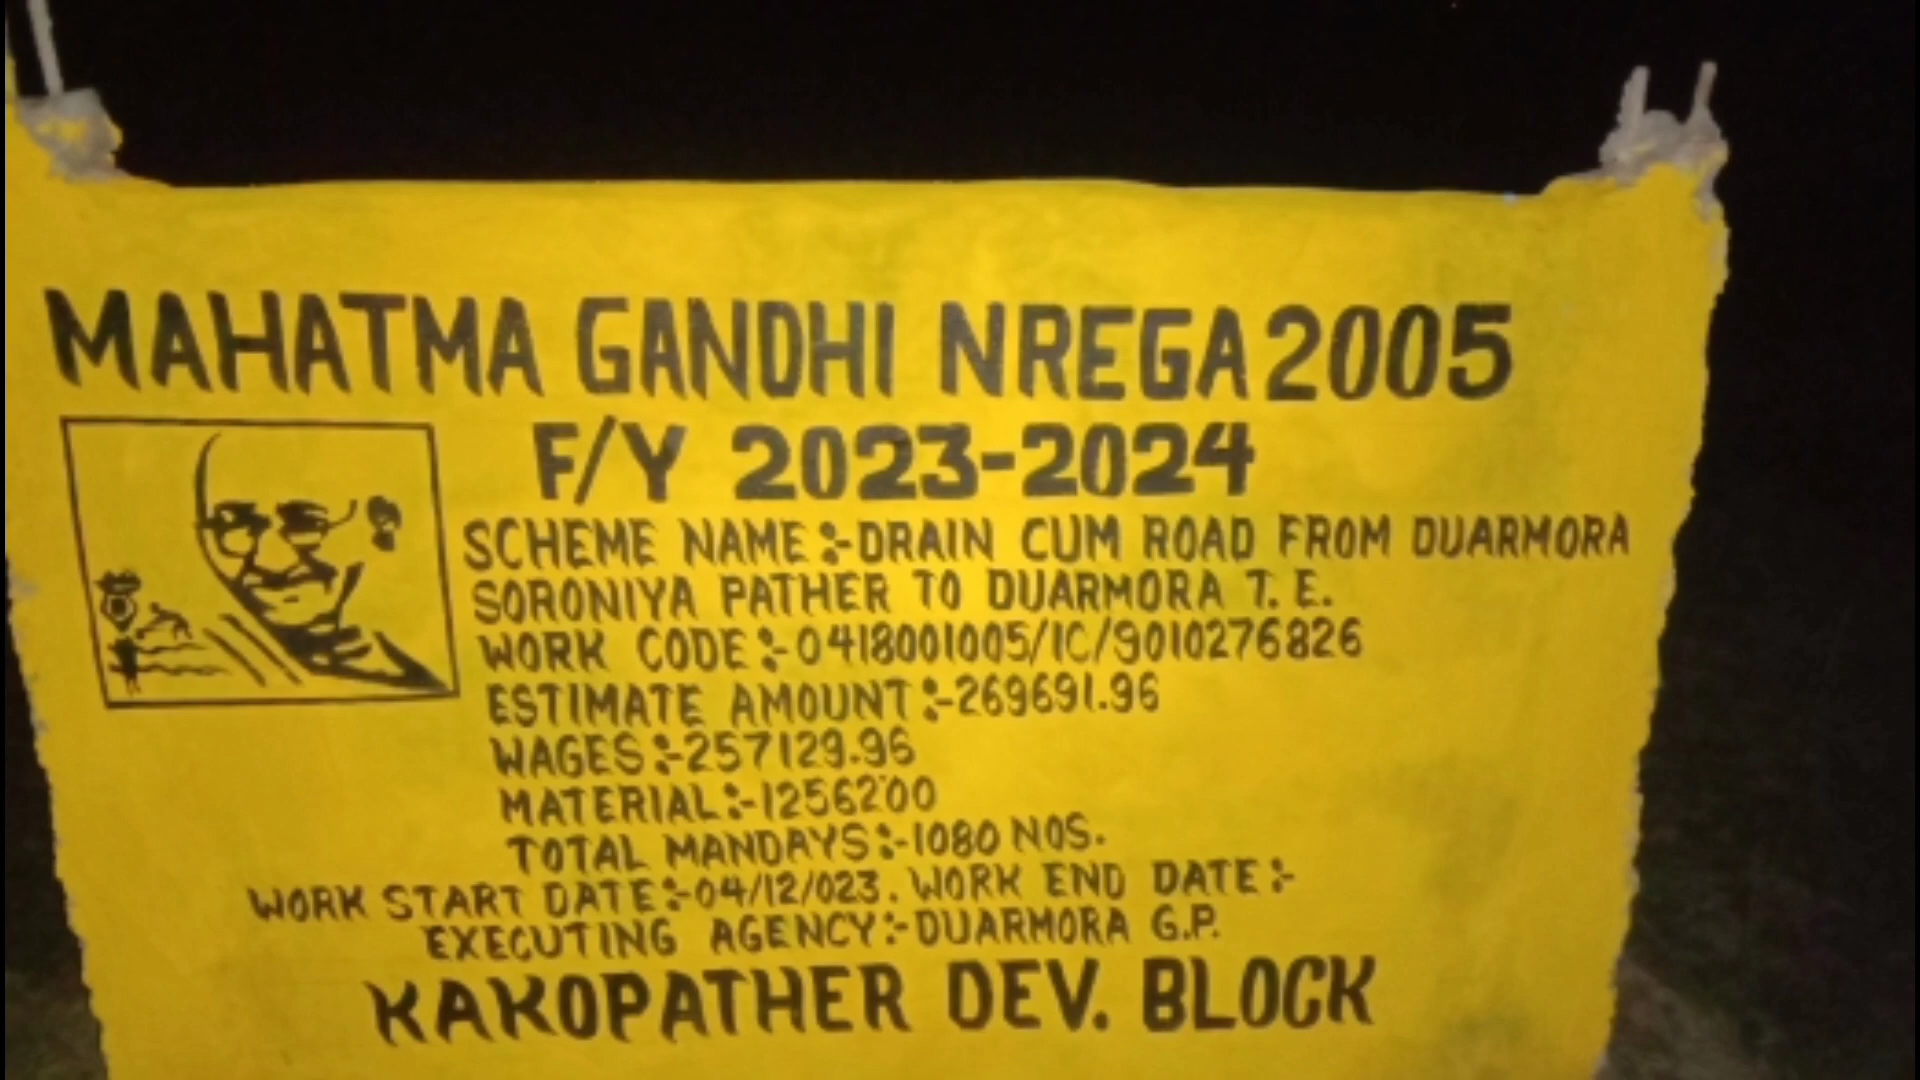 MAHATMA GANDHI NREGA 2005
F/Y 2023-2024
SCHEME NAME:-DRAIN CUM ROAD FROM DUARMORA
SORONIYA PATHER TO DUARMORA T. E.
WORK CODE:-0418001005/IC/9010276826
ESTIMATE AMOUNT:-269691.96
WAGES:-257129.96
MATERIAL:-12562.00
TOTAL MANDAYS:-1080 NOS.
WORK START DATE:-04/12/023. WORK END DATE:-
EXECUTING AGENCY:-DUARMORA G.P.
KAKOPATHER DEV. BLOCK